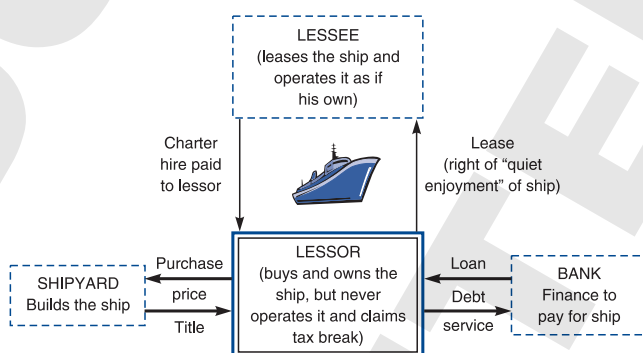 LESSEE
(leases the ship and
operates it as if
his own)
Charter
hire paid
to lessor
Lease
(right of “quiet
enjoyment” of ship)
SHIPYARD
Builds the ship
Purchase
price
Title
LESSOR
(buys and owns the
ship, but never
operates it and claims
tax break)
Loan
Debt
service
BANK
Finance to
pay for ship